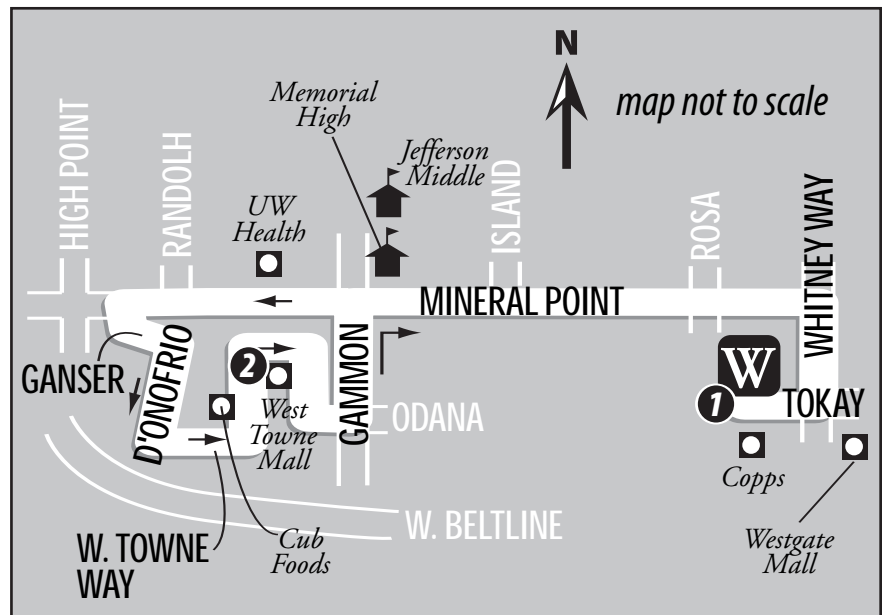 N
map not to scale
Memorial
High
Jefferson
Middle
HIGH POINT
RANDOLH
UW
Health
ISLAND
ROSA
WHITNEY WAY
MINERAL POINT
GANSER
D'ONOFRIO
2
West
Towne
Mall
GAMMON
ODANA
W
1
TOKAY
Copps
Westgate
Mall
W. BELTLINE
W. TOWNE
WAY
Cub
Foods